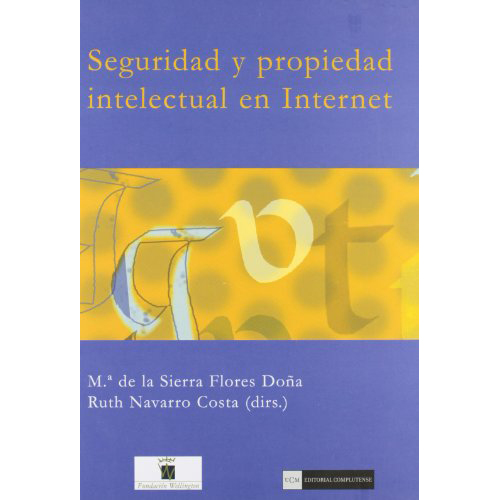 Seguridad y propiedad
intelectual en Internet
M.ª de la Sierra Flores Doña
Ruth Navarro Costa (dirs.)
Fundación Wellington
UCM EDITORIAL COMPLUTENSE